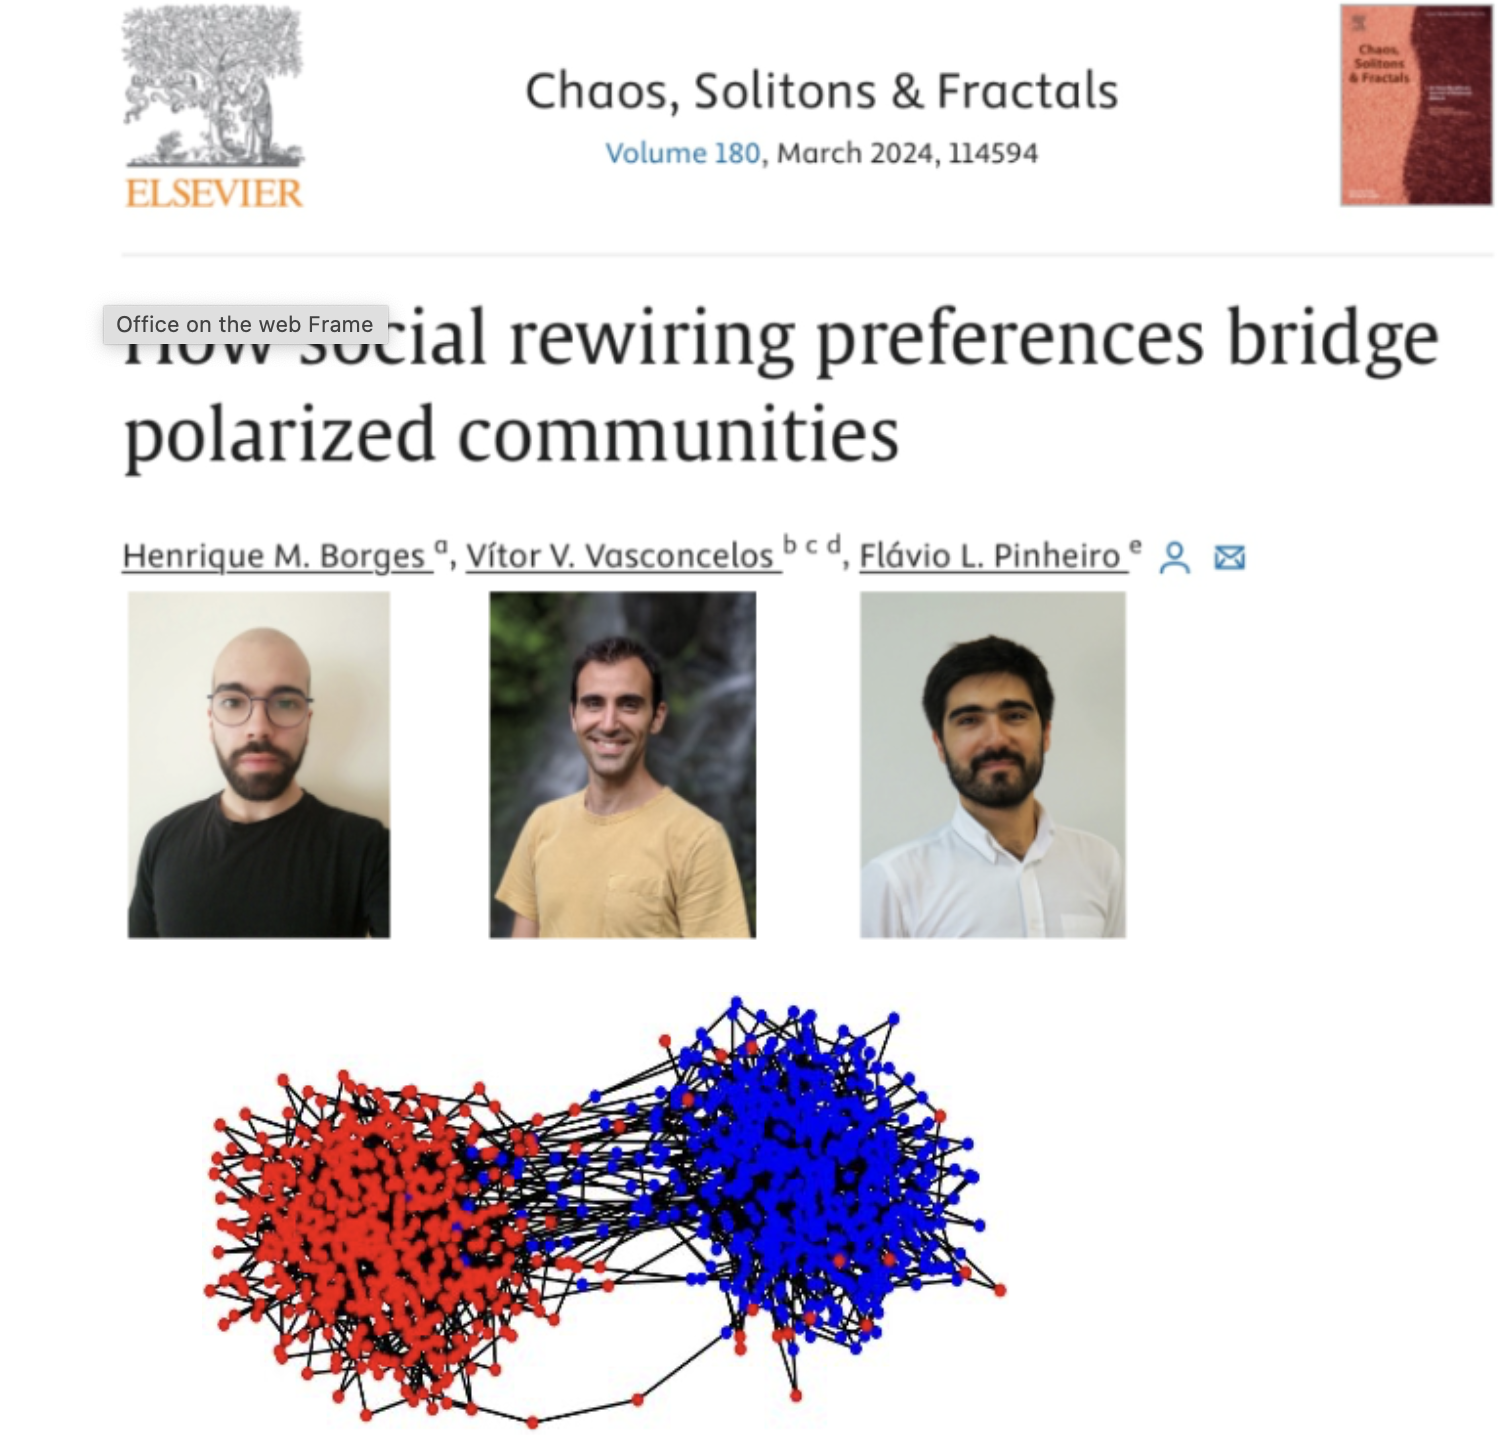 Chaos, Solitons & Fractals
Volume 180, March 2024, 114594
ELSEVIER
Chaos,
Solitons
& Fractals
Office on the web Frame
How social rewiring preferences bridge
polarized communities
Henrique M. Borges a, Vítor V. Vasconcelos b c d, Flávio L. Pinheiro e